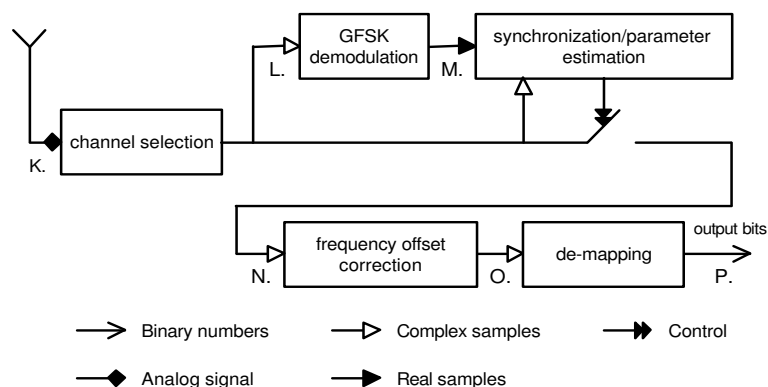 GFSK
demodulation
synchronization/parameter
estimation
L.
M.
channel selection
K.
frequency offset
correction
de-mapping
output bits
N.
O.
P.
Binary numbers
Complex samples
Control
Analog signal
Real samples